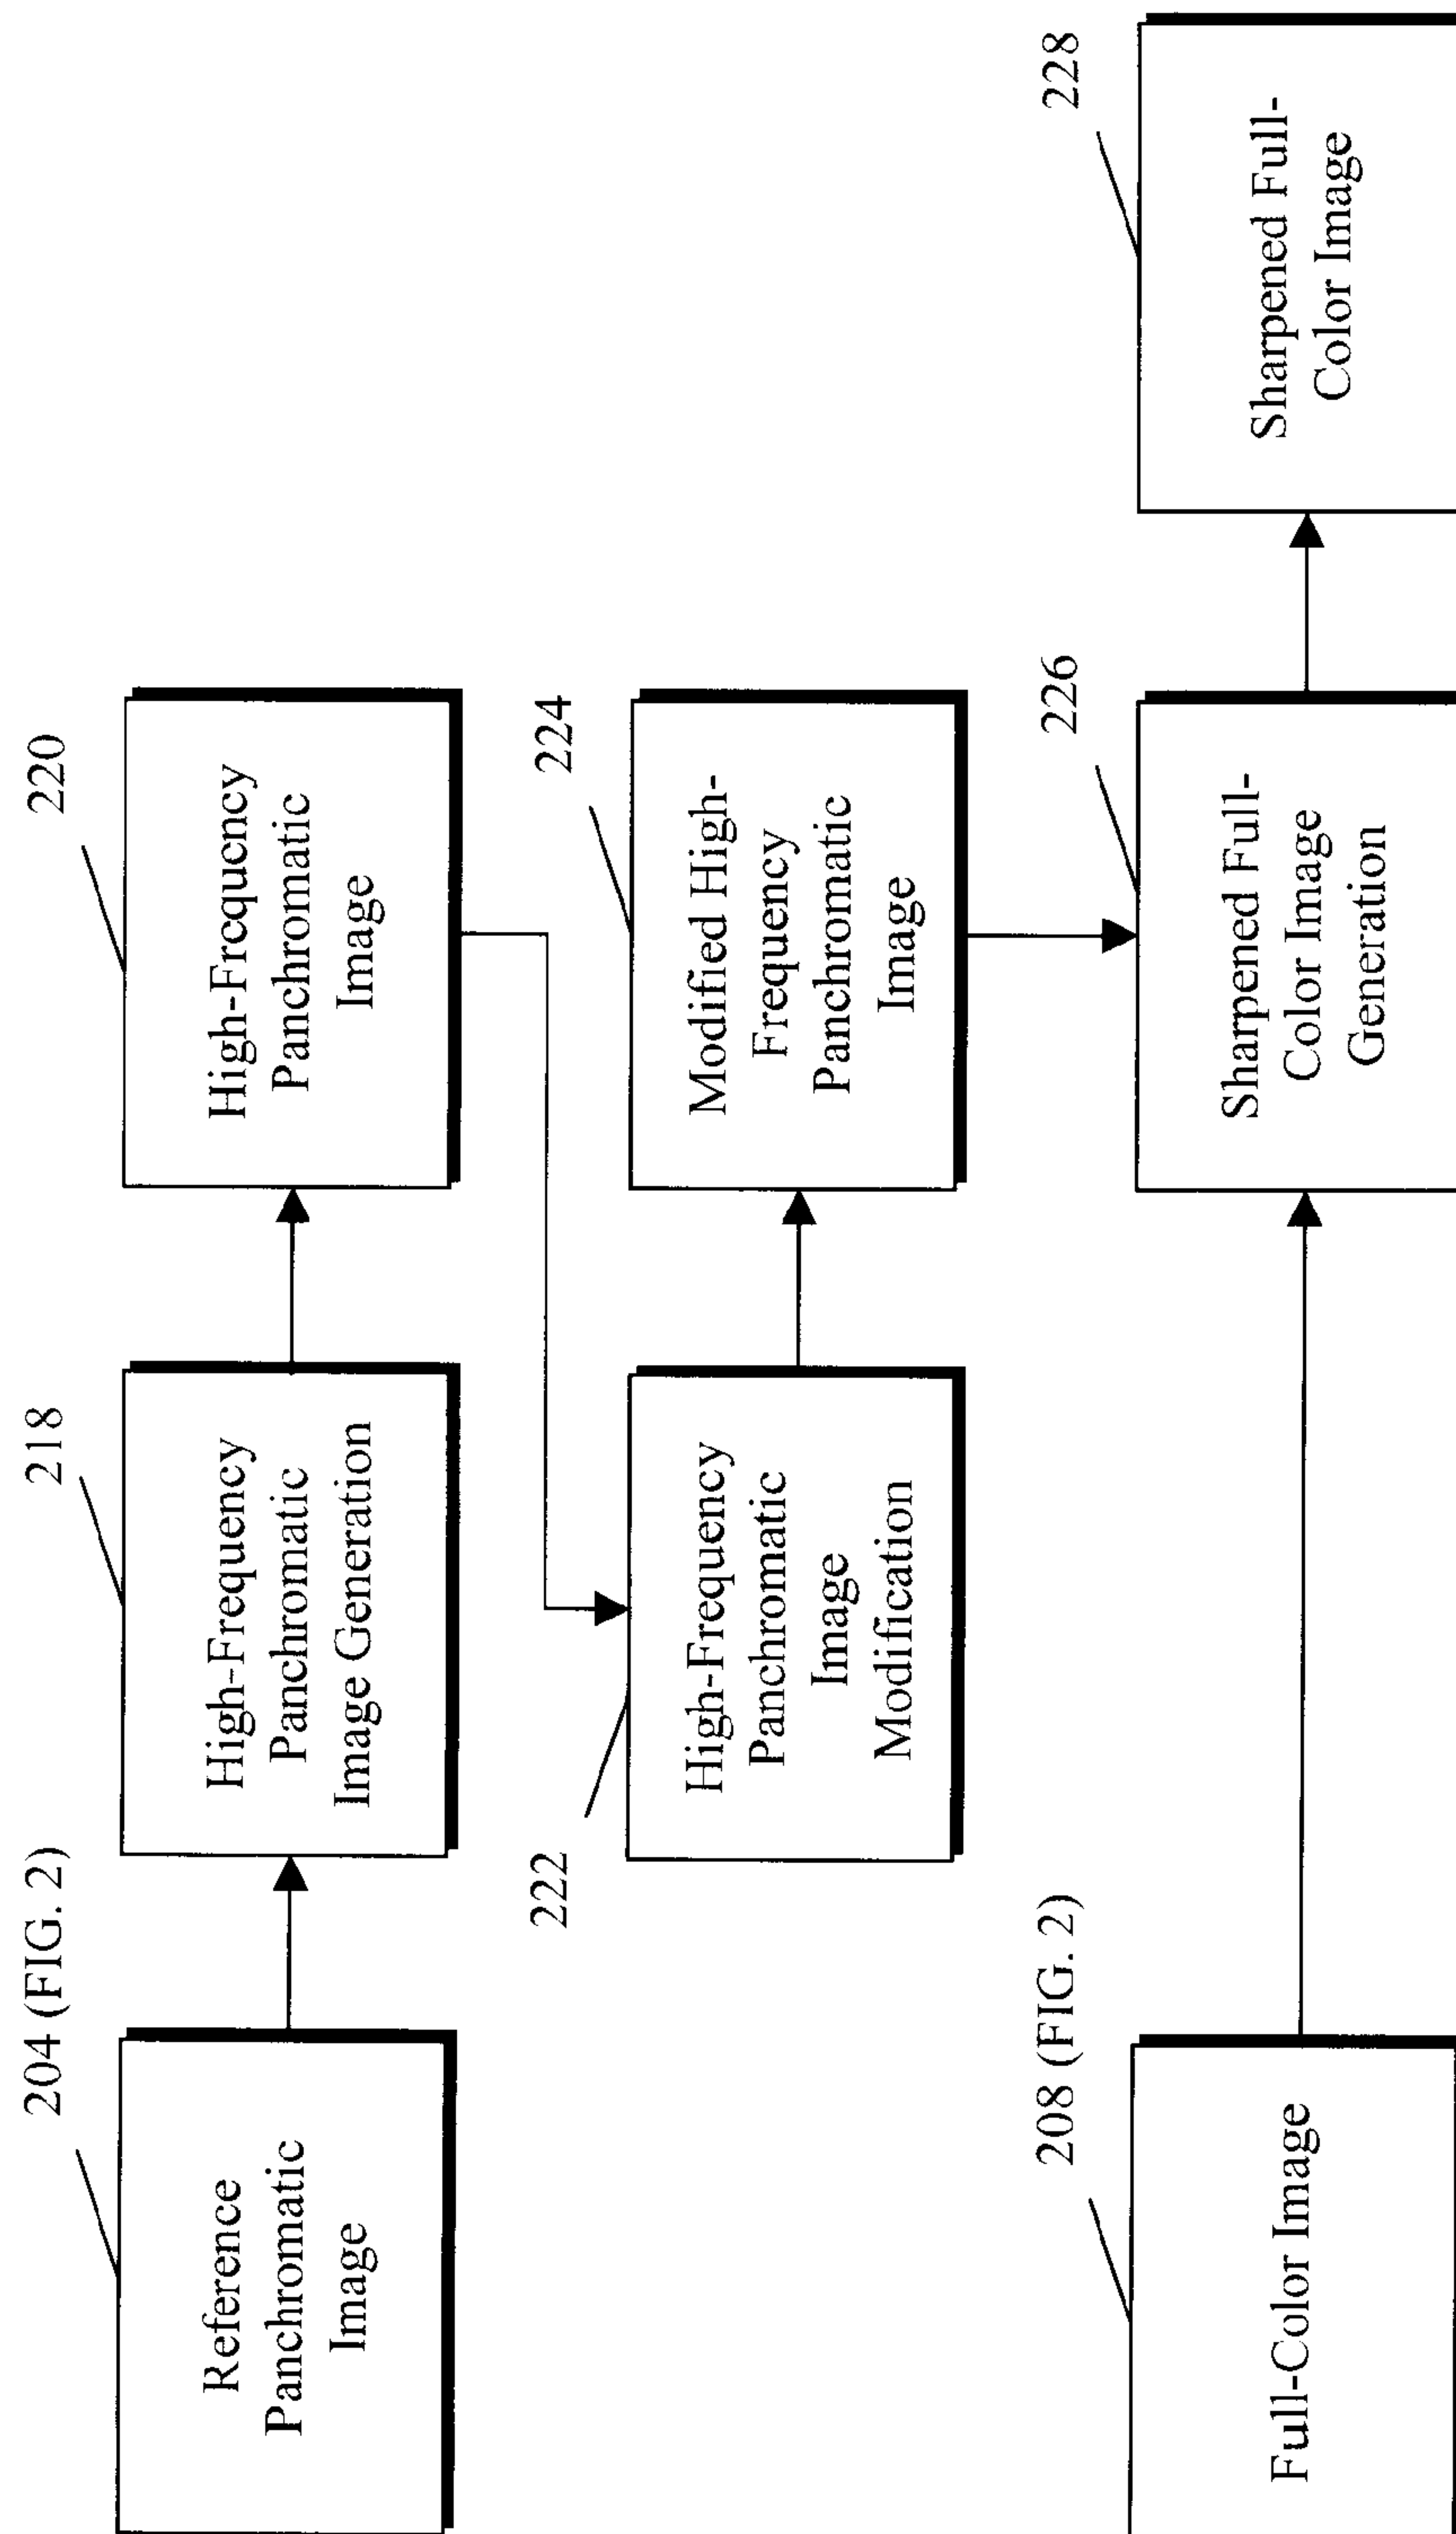 204 (FIG. 2)
Reference
Panchromatic
Image
218
High-Frequency
Panchromatic
Image Generation
220
High-Frequency
Panchromatic
Image
222
High-Frequency
Panchromatic
Image
Modification
224
Modified High-
Frequency
Panchromatic
Image
208 (FIG. 2)
Full-Color Image
226
Sharpened Full-
Color Image
Generation
228
Sharpened Full-
Color Image